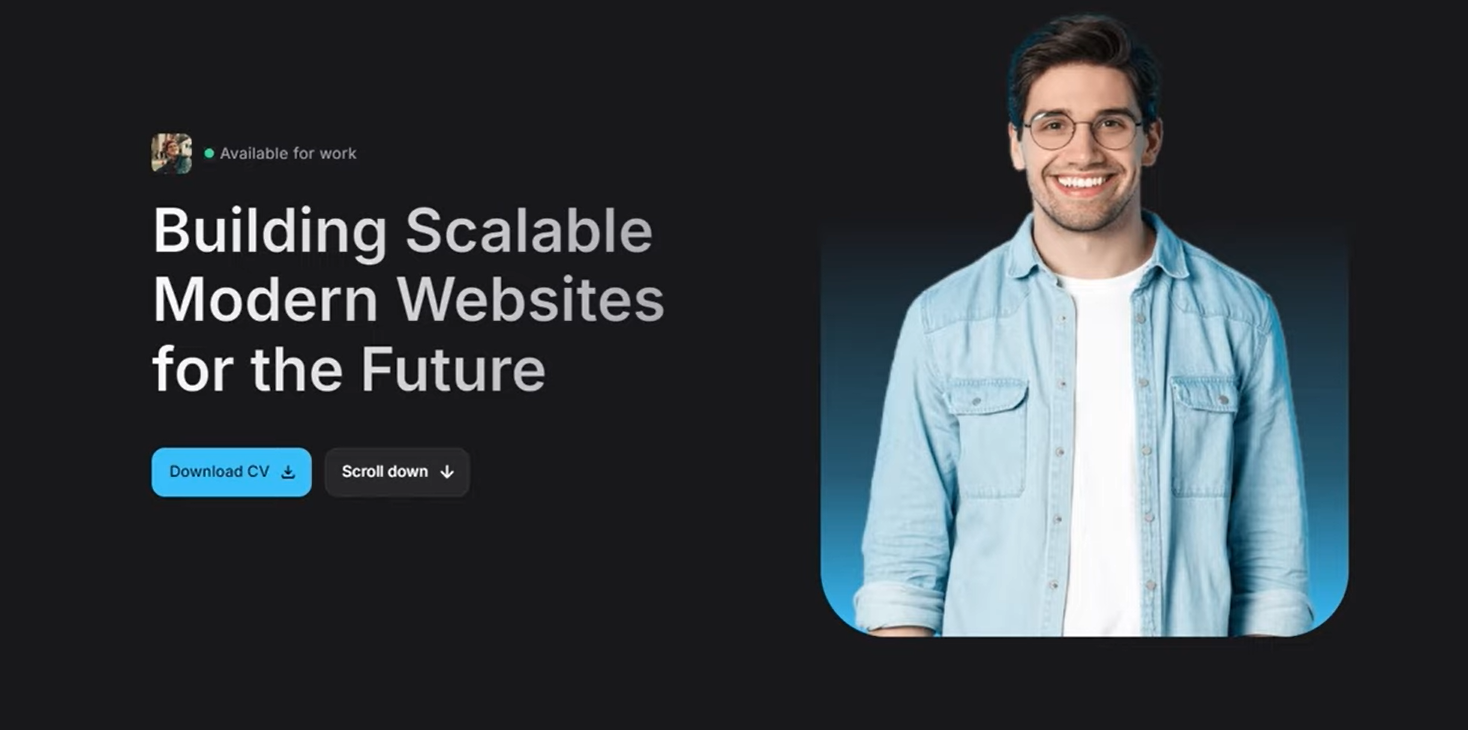 Available for work
Building Scalable
Modern Websites
for the Future
Download CV
Scroll down